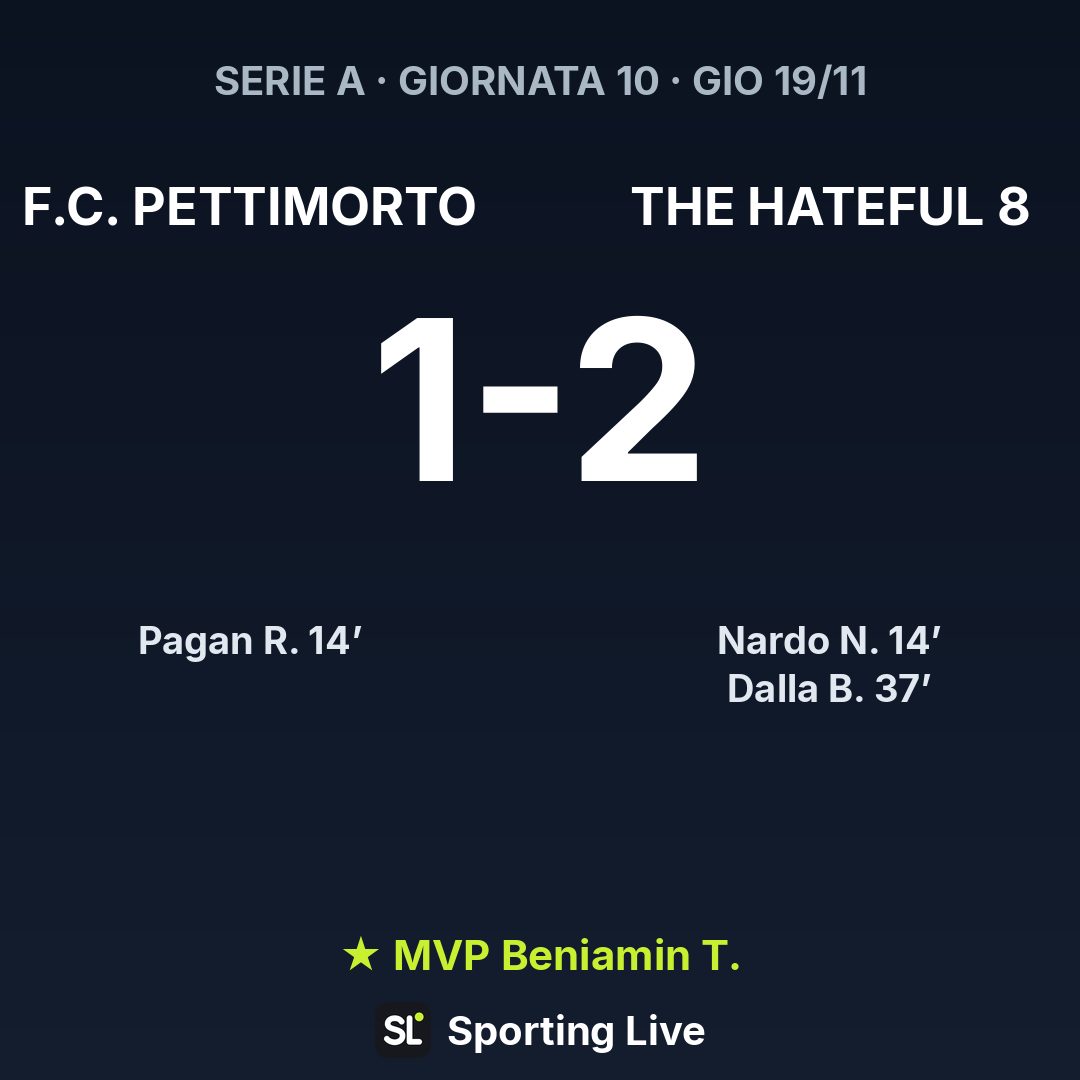 SERIE A · GIORNATA 10 · GIO 19/11
F.C. PETTIMORTO
THE HATEFUL 8
1-2
Pagan R. 14’
Nardo N. 14’
Dalla B. 37’
★ MVP Beniamin T.
SL Sporting Live